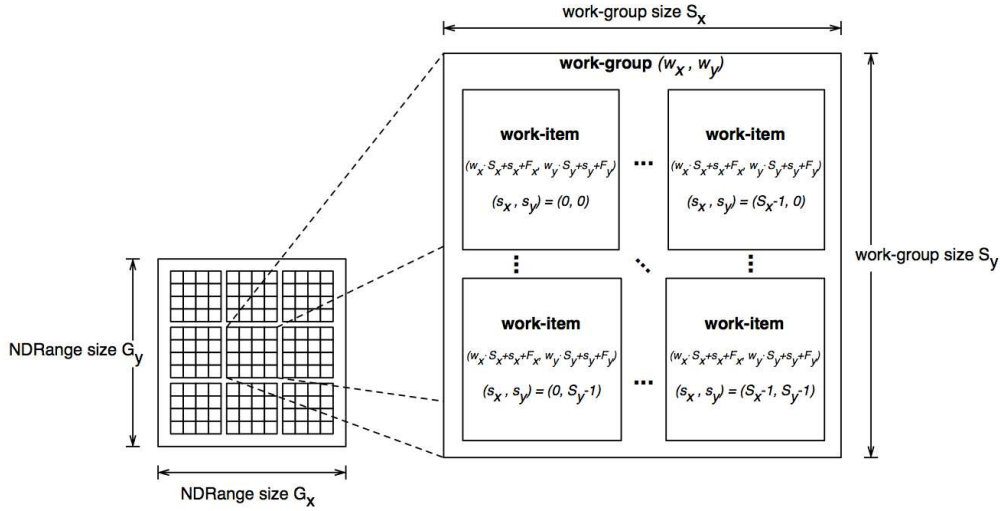 work-group size Sx
work-group (wx , wy)
work-item
(wx· Sx+sx+Fx, wy· Sy+sy+Fy)
(sx , sy) = (0, 0)
...
work-item
(wx· Sx+sx+Fx, wy· Sy+sy+Fy)
(sx , sy) = (Sx-1, 0)
work-group size Sy
work-item
(wx· Sx+sx+Fx, wy· Sy+sy+Fy)
(sx , sy) = (0, Sy-1)
...
work-item
(wx· Sx+sx+Fx, wy· Sy+sy+Fy)
(sx , sy) = (Sx-1, Sy-1)
NDRange size Gy
NDRange size Gx